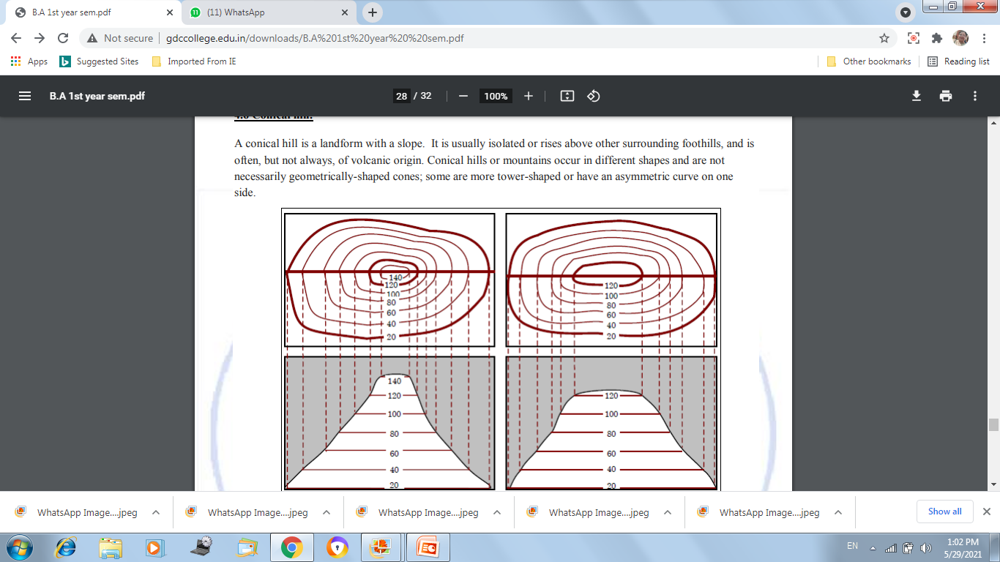 B.A 1st year sem.pdf
(11) WhatsApp
Not secure
gdccollege.edu.in/downloads/B.A%201st%20year%20%20sem.pdf
Apps
Suggested Sites
Imported From IE
Other bookmarks
Reading list
B.A 1st year sem.pdf
28 / 32
100%
4.6 Conical hill:
A conical hill is a landform with a slope. It is usually isolated or rises above other surrounding foothills, and is
often, but not always, of volcanic origin. Conical hills or mountains occur in different shapes and are not
necessarily geometrically-shaped cones; some are more tower-shaped or have an asymmetric curve on one
side.
140
120
100
80
60
40
20
120
100
80
60
40
20
140
120
100
80
60
40
20
120
100
80
60
40
20
WhatsApp Image....jpeg
WhatsApp Image....jpeg
WhatsApp Image....jpeg
WhatsApp Image....jpeg
WhatsApp Image....jpeg
Show all
EN
1:02 PM
5/29/2021